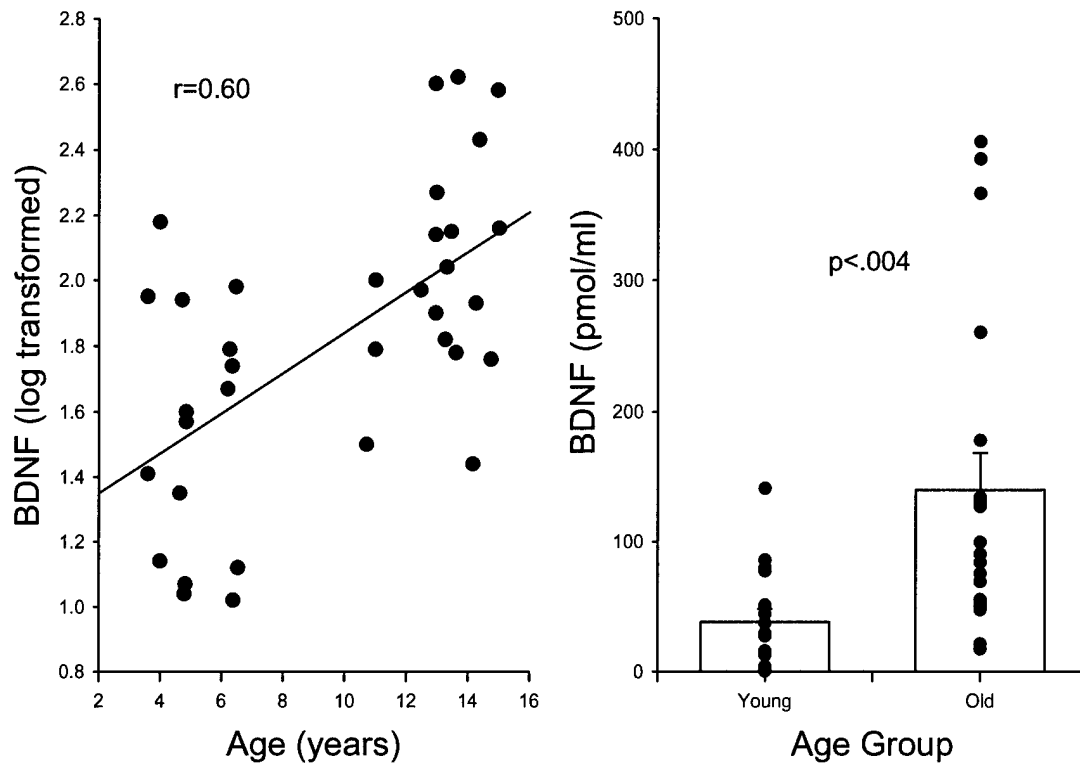 2.8
2.6
2.4
2.2
2.0
1.8
1.6
1.4
1.2
1.0
0.8
BDNF (log transformed)
r=0.60
2 4 6 8 10 12 14 16
Age (years)
500
400
300
200
100
0
BDNF (pmol/ml)
p<.004
Young Old
Age Group